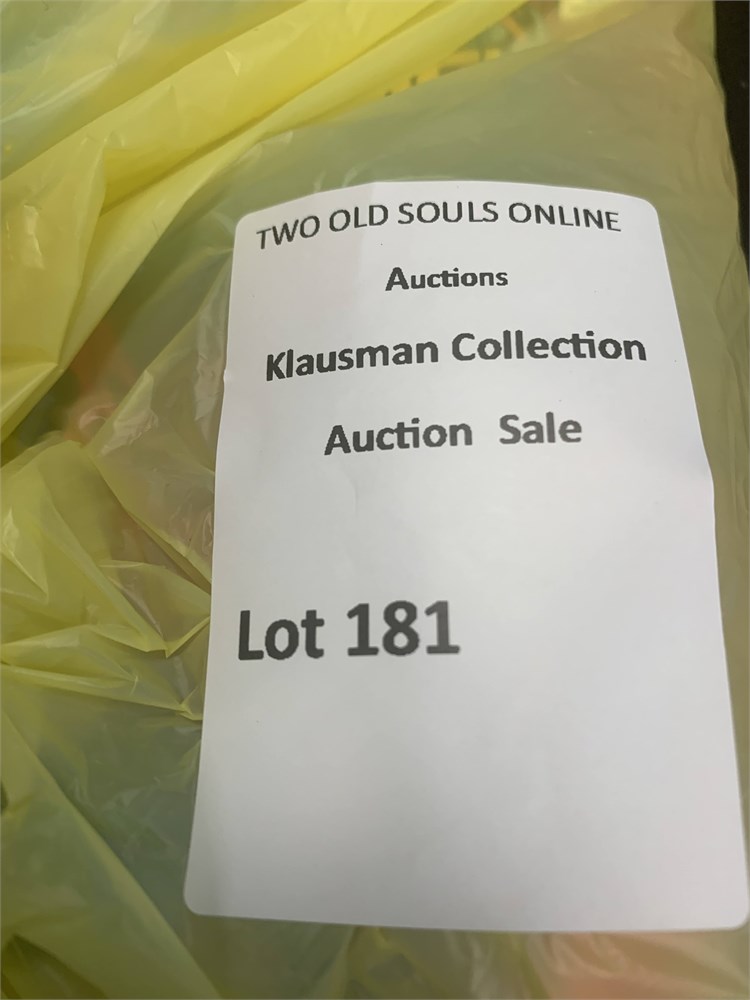 TWO OLD SOULS ONLINE
Auctions
Klausman Collection
Auction Sale
Lot 181